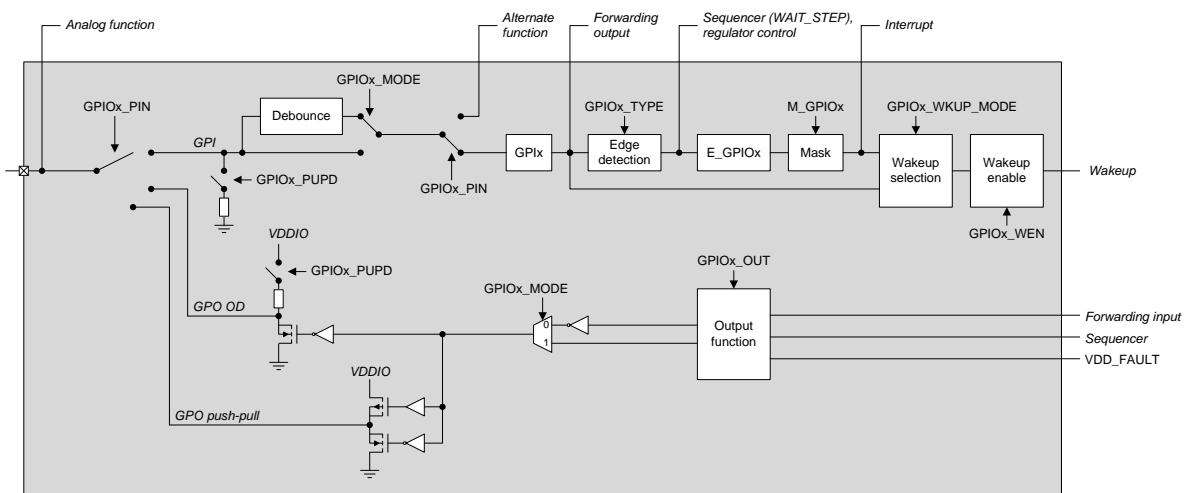 Analog function
Alternate
function
Forwarding
output
Sequencer (WAIT_STEP),
regulator control
Interrupt
GPIOx_PIN
GPIOx_MODE
Debounce
GPI
GPIOx_PUPD
GPIOx_PIN
GPIx
GPIOx_TYPE
Edge
detection
E_GPIOx
M_GPIOx
Mask
GPIOx_WKUP_MODE
Wakeup
selection
Wakeup
enable
Wakeup
GPIOx_WEN
VDDIO
GPIOx_PUPD
GPO OD
GPIOx_MODE
0
1
GPIOx_OUT
Output
function
Forwarding input
Sequencer
VDD_FAULT
VDDIO
GPO push-pull